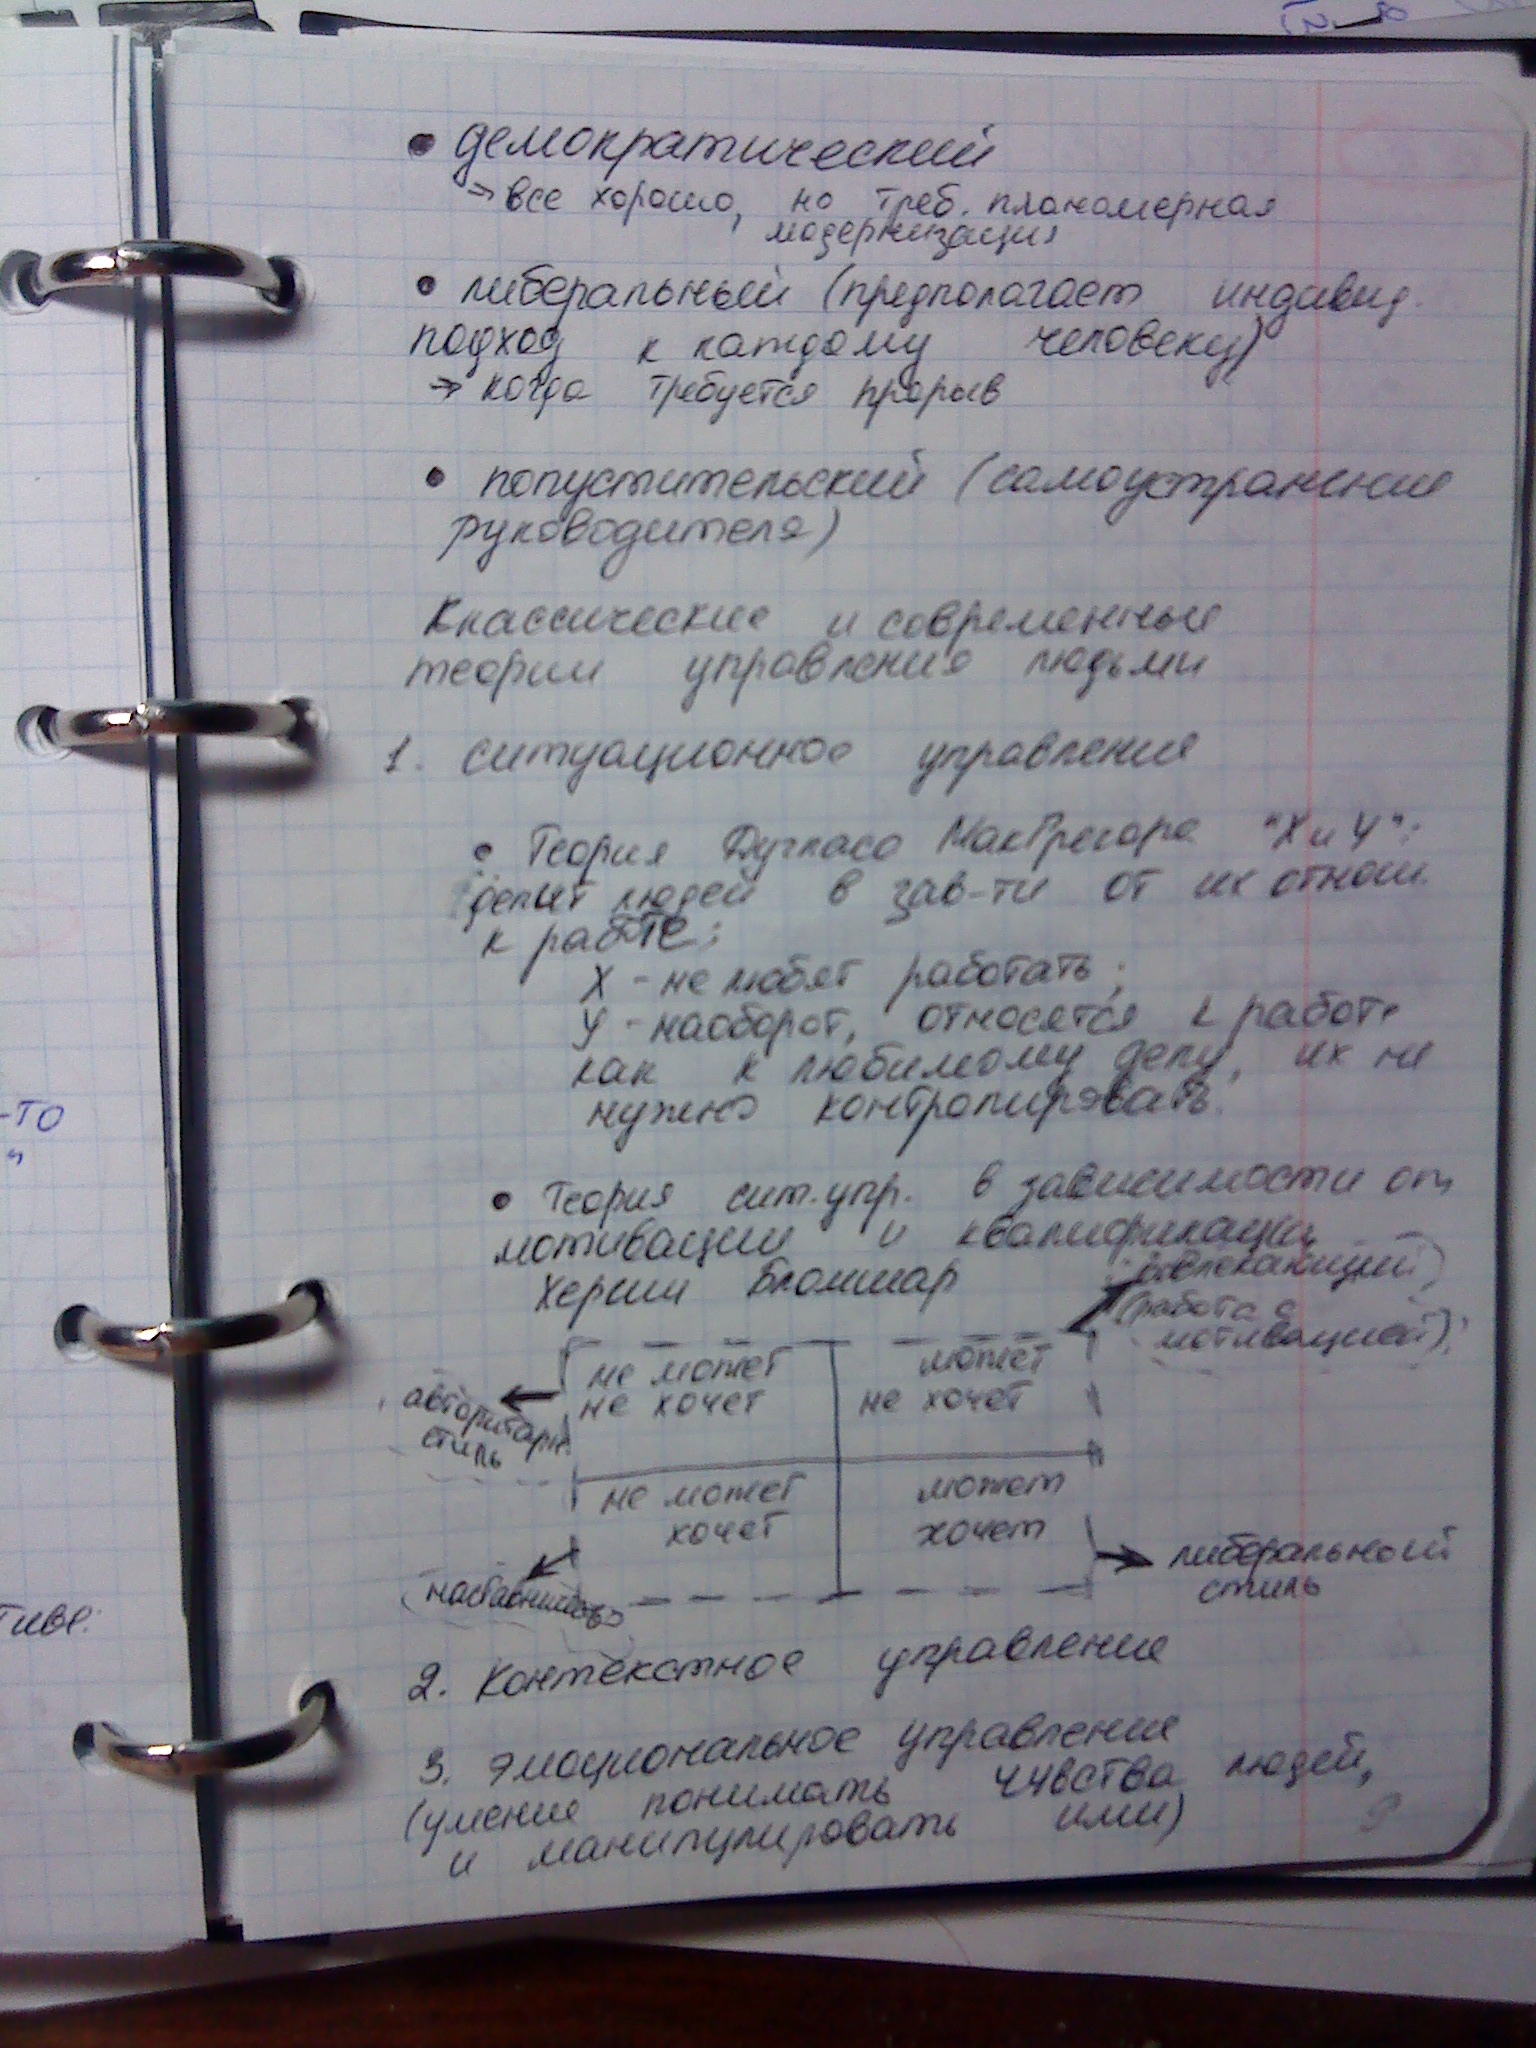 • демократический
→ все хорошо, но треб. планомерная
модернизация
• либеральный (предполагает индивид.
подход к каждому человеку)
→ когда требуется прорыв
• попустительский (самоустранение
руководителя)
Классические и современные
теории управления людьми
1. Ситуационное управление
• Теория Дугласа МакГрегора "X и Y":
делит людей в зав-ти от их отнош.
к работе;
X - не любят работать;
Y - наоборот, относятся к работе
как к любимому делу, их не
нужно контролировать.
• Теория сит. упр. в зависимости от
мотивации и квалификации
Херши Бланшар
вовлекающий
(работа с
мотивацией)
не может
не хочет
может
не хочет
авторитарн.
стиль
не может
хочет
может
хочет
наставничество
либеральный
стиль
2. Контекстное управление
3. Эмоциональное управление
(умение понимать чувства людей,
и манипулировать ими)
9
-то
тиве: